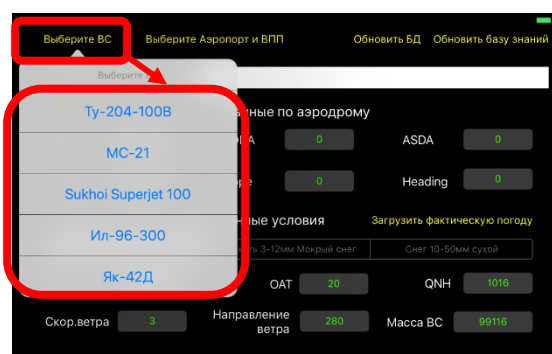 Выберите ВС Выберите Аэропорт и ВПП Обновить БД Обновить базу знаний
Выберите
Ту-204-100В
МС-21
Sukhoi Superjet 100
Ил-96-300
Як-42Д
по аэродрому
0 ASDA 0
0 Heading 0
условия Загрузить фактическую погоду
3-12мм Мокрый снег Снег 10-50мм сухой
OAT 20 QNH 1016
Скор.ветра 3 Направление ветра 280 Масса ВС 99116